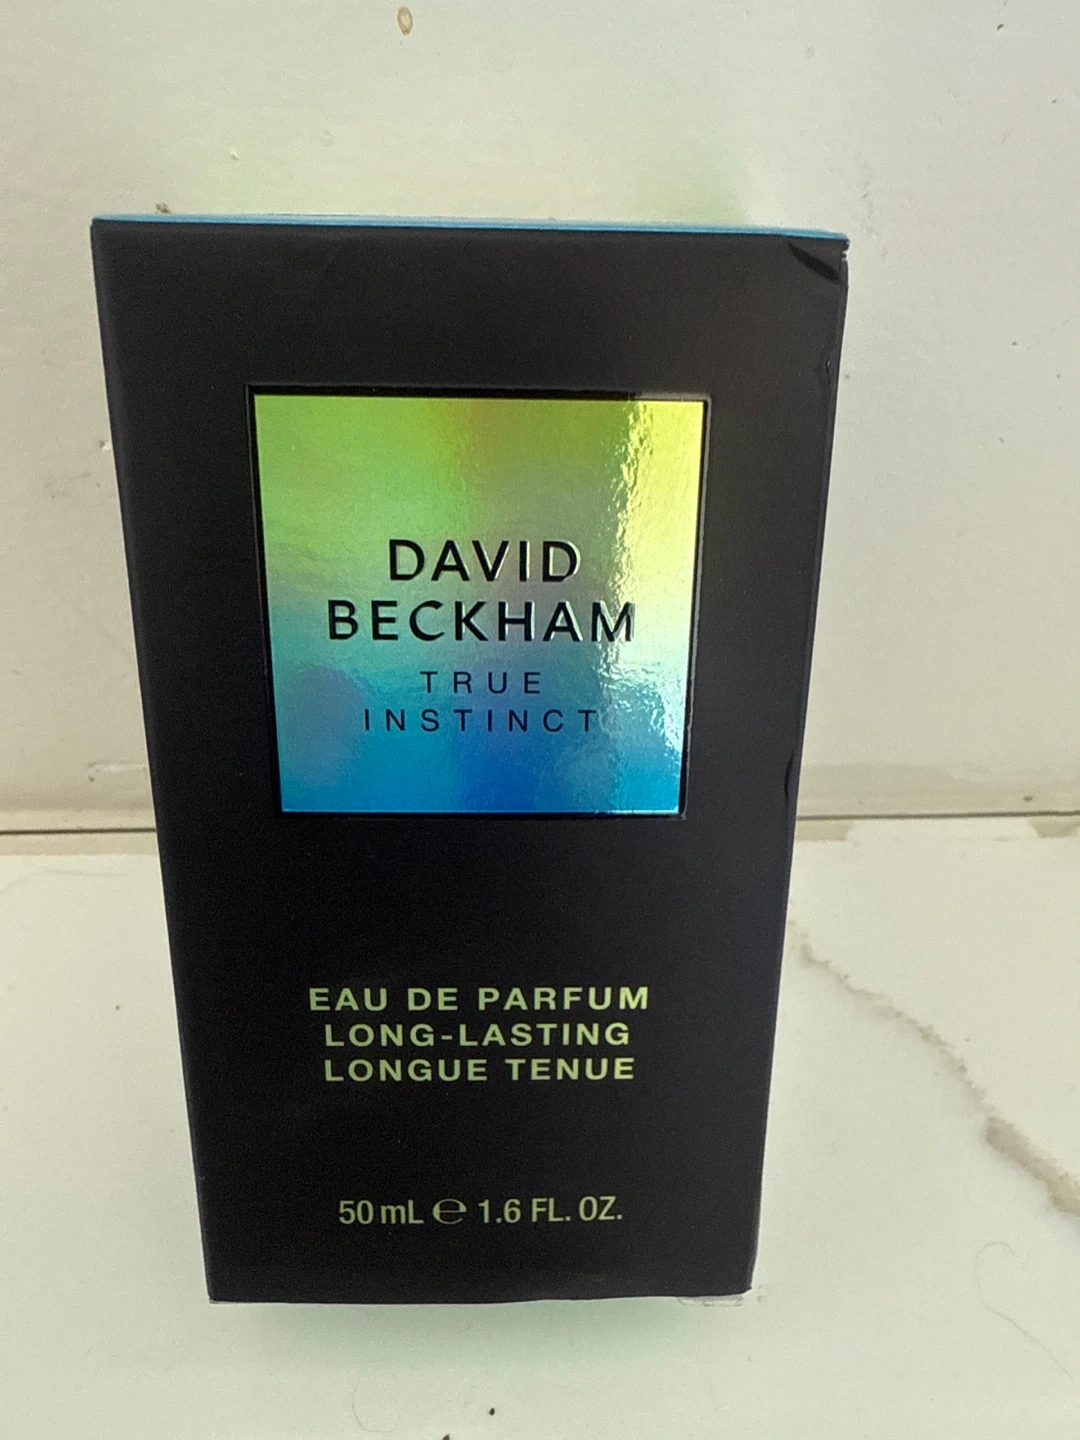 DAVID
BECKHAM
TRUE
INSTINCT
EAU DE PARFUM
LONG-LASTING
LONGUE TENUE
50 mL ℮ 1.6 FL. OZ.